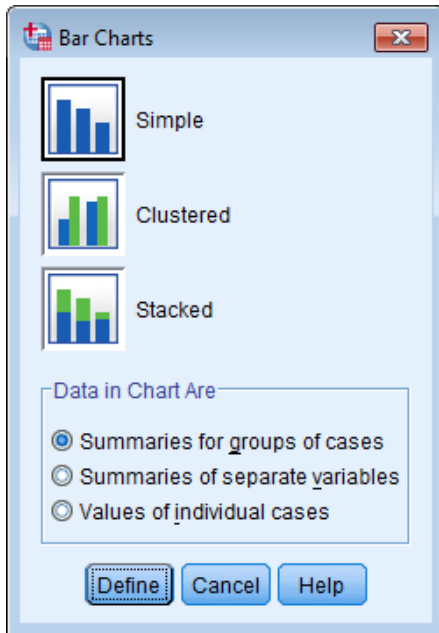 Bar Charts
Simple
Clustered
Stacked
Data in Chart Are
Summaries for groups of cases
Summaries of separate variables
Values of individual cases
Define Cancel Help